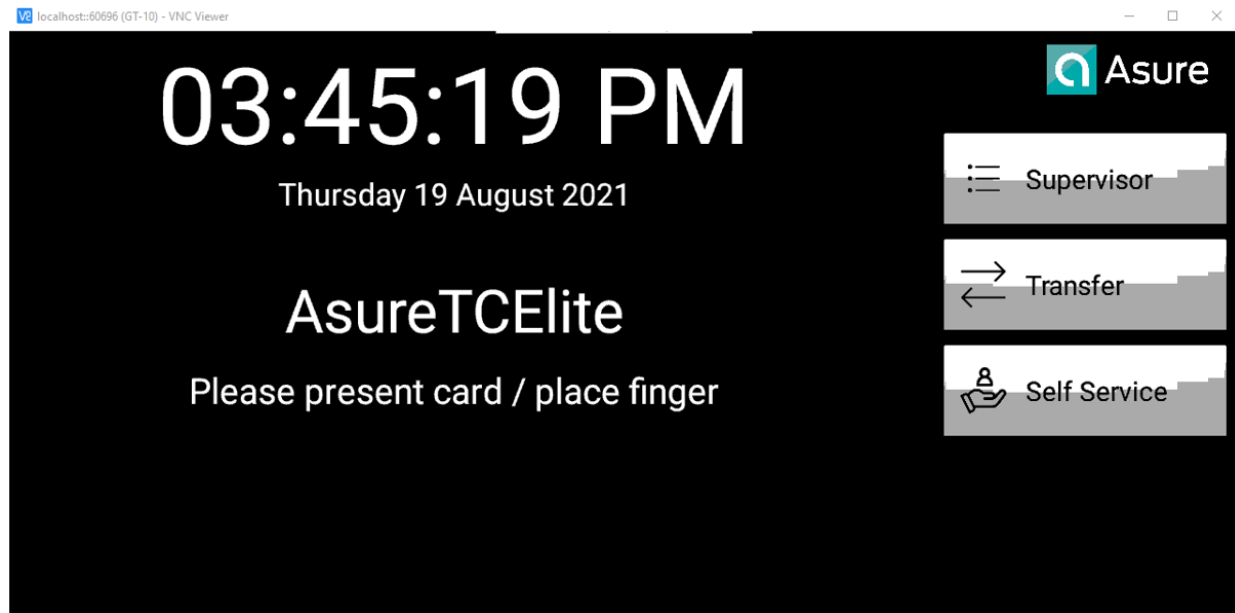 localhost::60696 (GT-10) - VNC Viewer
03:45:19 PM
Asure
Thursday 19 August 2021
Supervisor
AsureTCElite
Transfer
Please present card / place finger
Self Service